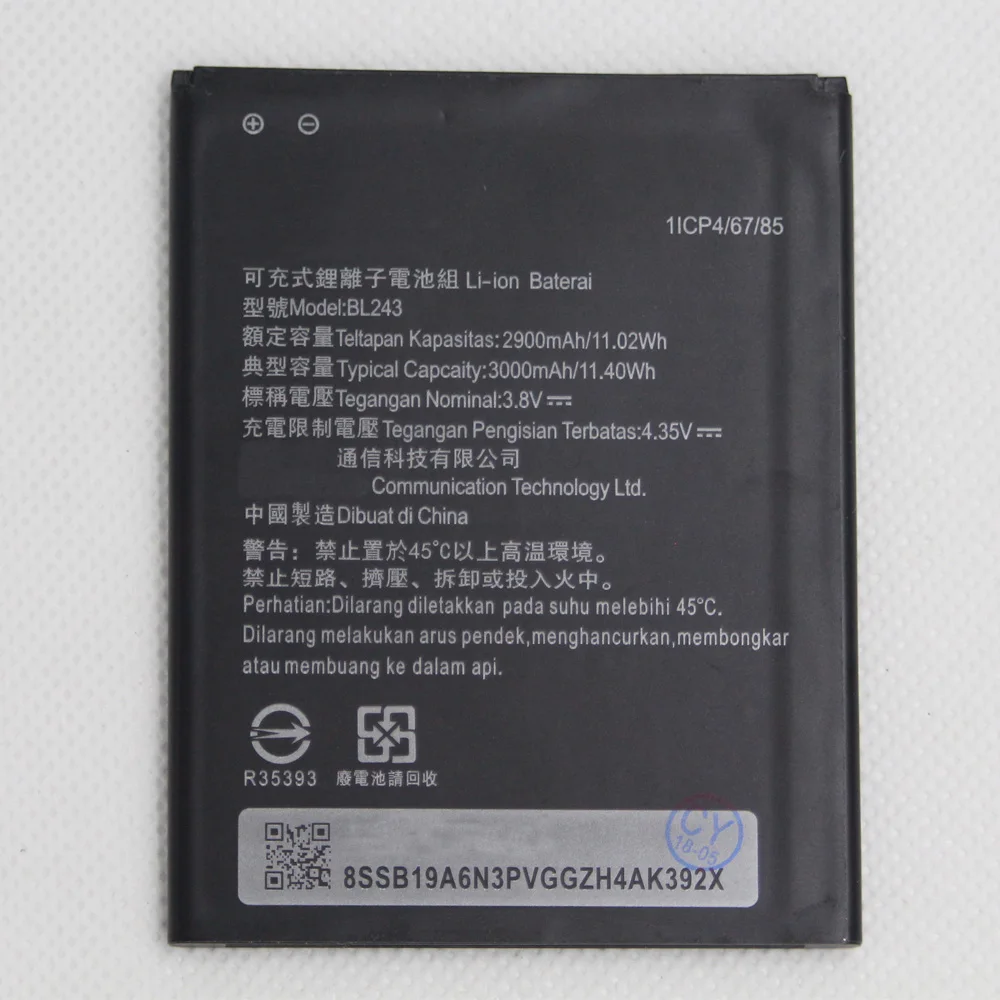 ⊕ ⊖
1ICP4/67/85
可充式鋰離子電池組 Li-ion Baterai
型號Model:BL243
額定容量Teltapan Kapasitas:2900mAh/11.02Wh
典型容量Typical Capcaity:3000mAh/11.40Wh
標稱電壓Tegangan Nominal:3.8V
充電限制電壓Tegangan Pengisian Terbatas:4.35V
通信科技有限公司
Communication Technology Ltd.
中國製造Dibuat di China
警告：禁止置於45°C以上高温環境。
禁止短路、擠壓、拆卸或投入火中。
Perhatian:Dilarang diletakkan pada suhu melebihi 45°C.
Dilarang melakukan arus pendek,menghancurkan,membongkar
atau membuang ke dalam api.
R35393 廢電池請回收
CY
18-05
8SSB19A6N3PVGGZH4AK392X